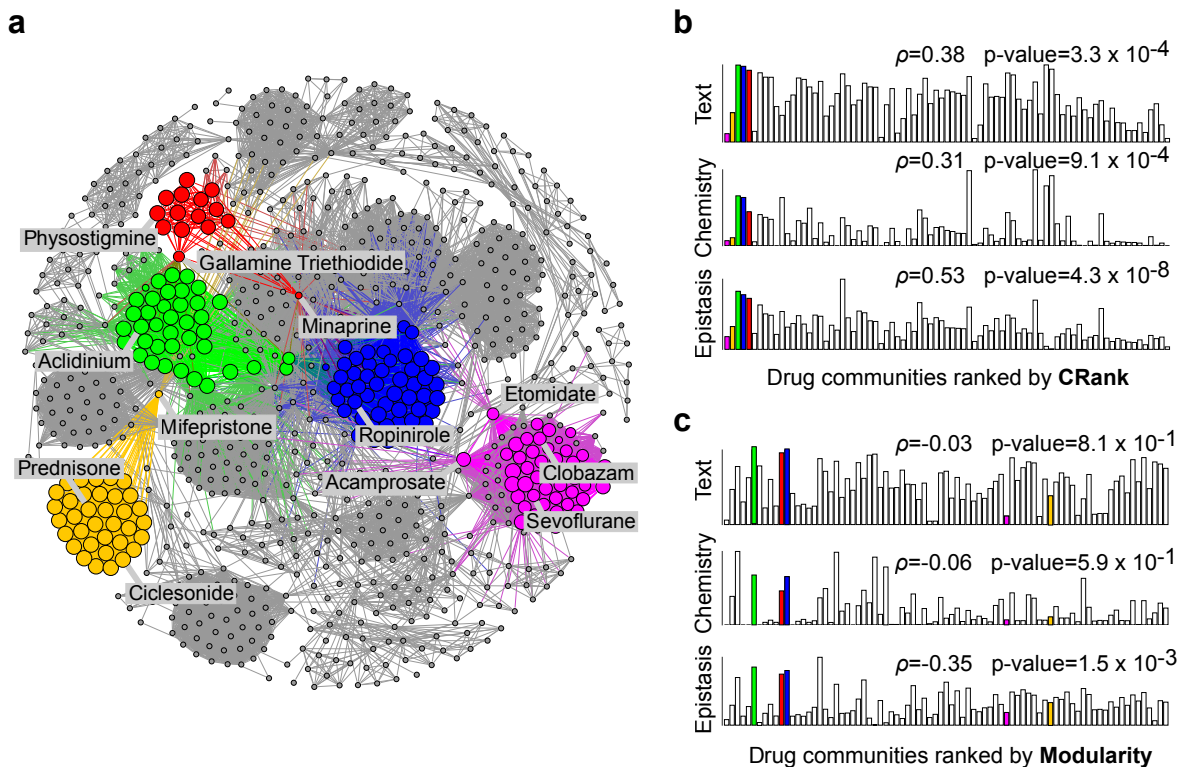 a
Physostigmine
Gallamine Triethiodide
Minaprine
Aclidinium
Etomidate
Mifepristone
Ropinirole
Prednisone
Acamprosate
Clobazam
Sevoflurane
Ciclesonide
b
ρ=0.38 p-value=3.3 x 10-4
Text
ρ=0.31 p-value=9.1 x 10-4
Chemistry
ρ=0.53 p-value=4.3 x 10-8
Epistasis
Drug communities ranked by CRank
c
ρ=-0.03 p-value=8.1 x 10-1
Text
ρ=-0.06 p-value=5.9 x 10-1
Chemistry
ρ=-0.35 p-value=1.5 x 10-3
Epistasis
Drug communities ranked by Modularity